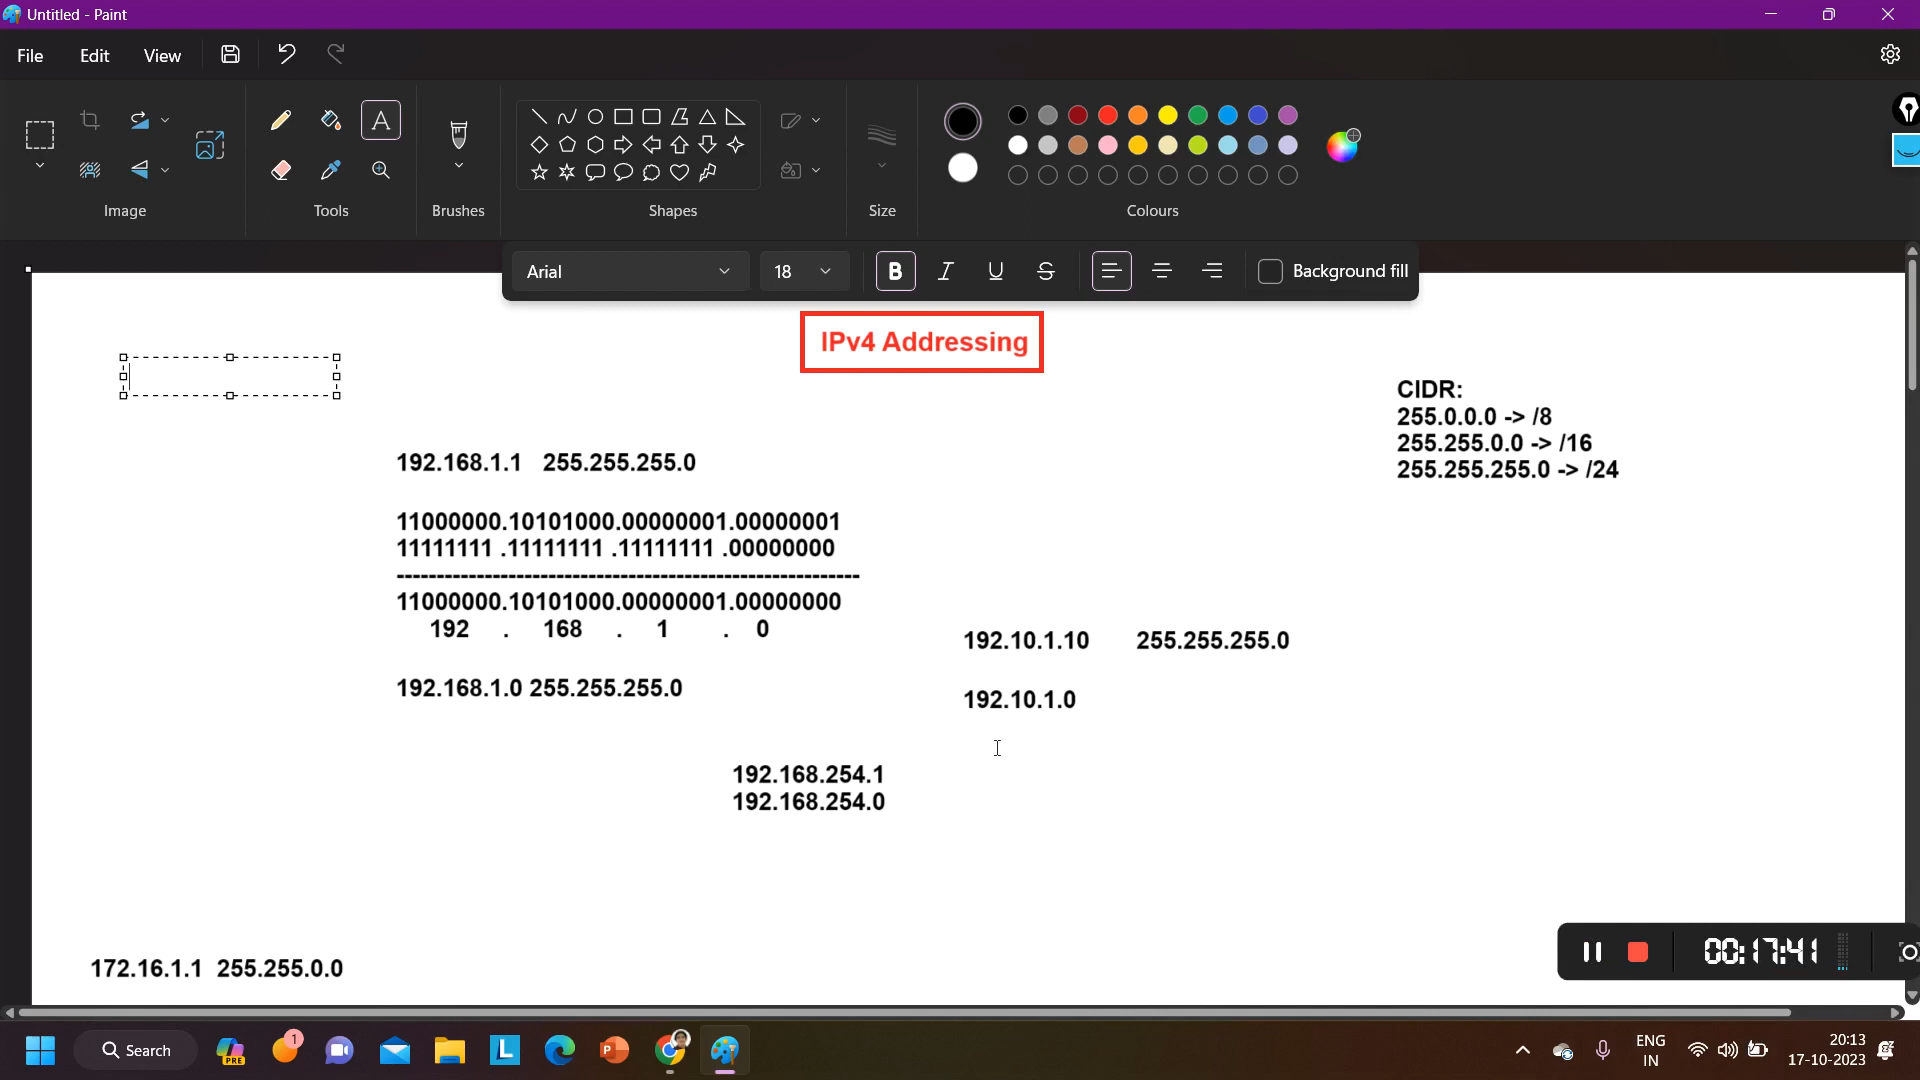 Untitled - Paint
File Edit View
Image
Tools
Brushes
Shapes
Size
Colours
Arial
18
B I U S
Background fill
IPv4 Addressing
CIDR:
255.0.0.0 -> /8
255.255.0.0 -> /16
255.255.255.0 -> /24
192.168.1.1 255.255.255.0
11000000.10101000.00000001.00000001
11111111 .11111111 .11111111 .00000000
----------------------------------------------------------
11000000.10101000.00000001.00000000
192 . 168 . 1 . 0
192.168.1.0 255.255.255.0
192.10.1.10 255.255.255.0
192.10.1.0
192.168.254.1
192.168.254.0
172.16.1.1 255.255.0.0
00:17:41
Search
PRE
1
L
P
ENG
IN
20:13
17-10-2023